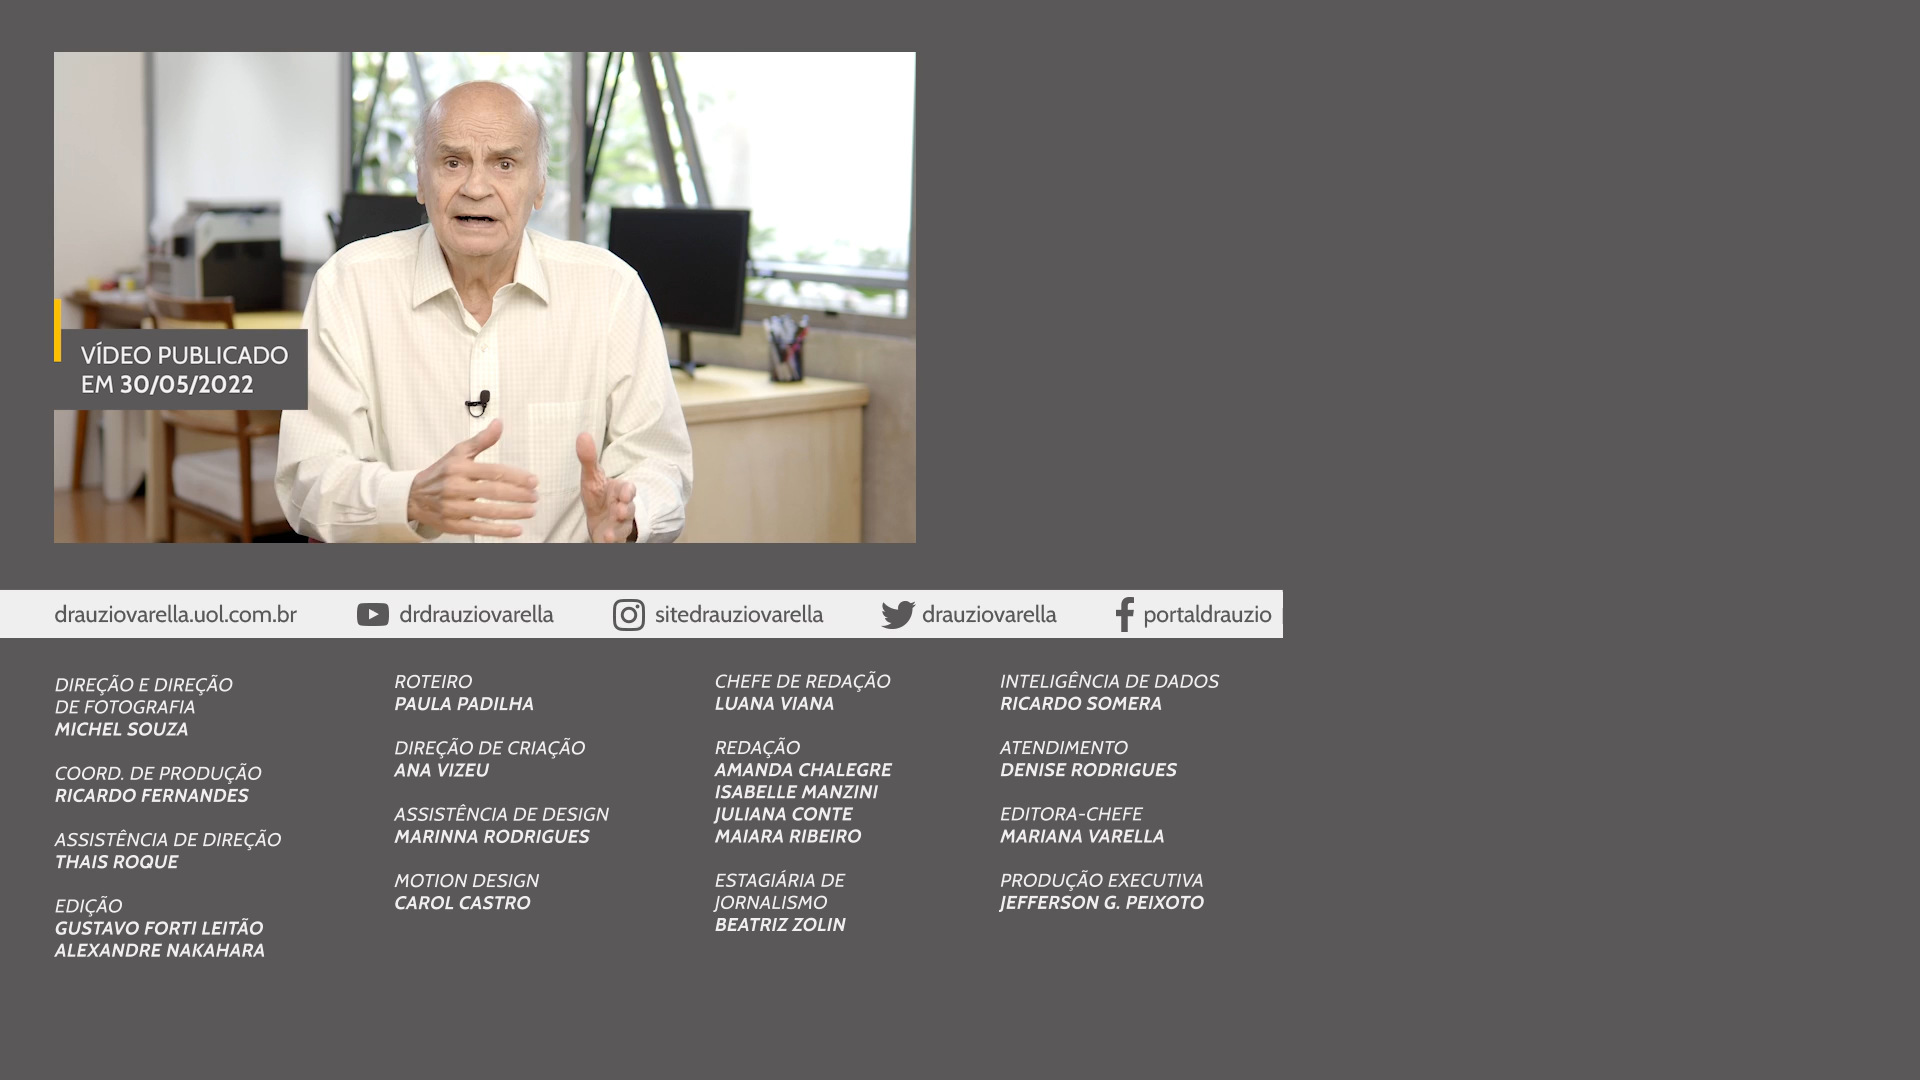 VÍDEO PUBLICADO
EM 30/05/2022
drauziovarella.uol.com.br
drdrauziovarella
sitedrauziovarella
drauziovarella
portaldrauzio
DIREÇÃO E DIREÇÃO
DE FOTOGRAFIA
MICHEL SOUZA
COORD. DE PRODUÇÃO
RICARDO FERNANDES
ASSISTÊNCIA DE DIREÇÃO
THAIS ROQUE
EDIÇÃO
GUSTAVO FORTI LEITÃO
ALEXANDRE NAKAHARA
ROTEIRO
PAULA PADILHA
DIREÇÃO DE CRIAÇÃO
ANA VIZEU
ASSISTÊNCIA DE DESIGN
MARINNA RODRIGUES
MOTION DESIGN
CAROL CASTRO
CHEFE DE REDAÇÃO
LUANA VIANA
REDAÇÃO
AMANDA CHALEGRE
ISABELLE MANZINI
JULIANA CONTE
MAIARA RIBEIRO
ESTAGIÁRIA DE
JORNALISMO
BEATRIZ ZOLIN
INTELIGÊNCIA DE DADOS
RICARDO SOMERA
ATENDIMENTO
DENISE RODRIGUES
EDITORA-CHEFE
MARIANA VARELLA
PRODUÇÃO EXECUTIVA
JEFFERSON G. PEIXOTO